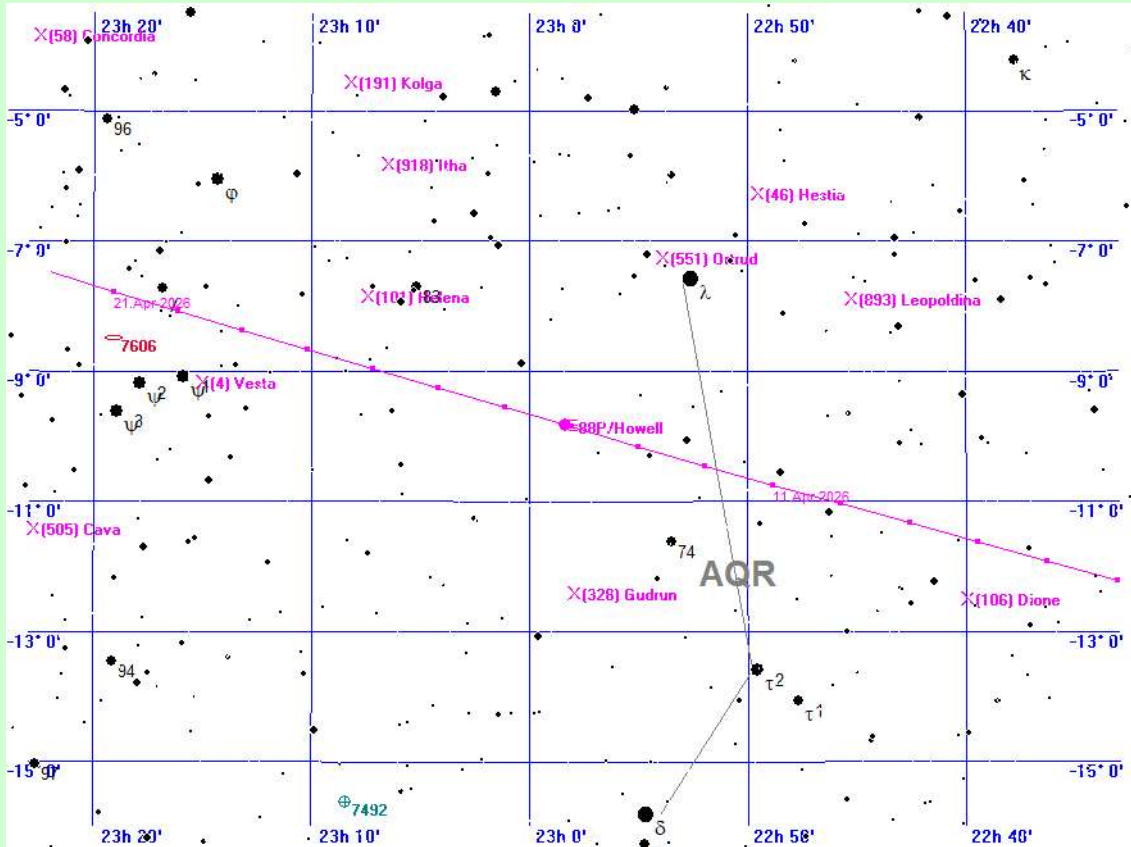 23h 20' 23h 10' 23h 0' 22h 50' 22h 40'
(58) Concordia
κ
(191) Kolga
-5° 0' -5° 0'
96
(918) Itha
φ
(46) Hestia
-7° 0' -7° 0'
(551) Ortrud
λ
21.Apr-2026
(101) Helena
83
(893) Leopoldina
7606
-9° 0' -9° 0'
ψ2 ψ1 (4) Vesta
ψ3
88P/Howell
11.Apr-2026
-11° 0' -11° 0'
(505) Cava
74
AQR
(328) Gudrun
(106) Dione
-13° 0' -13° 0'
94
τ2
τ1
-15° 0' -15° 0'
97
7492
δ
23h 20' 23h 10' 23h 0' 22h 50' 22h 40'